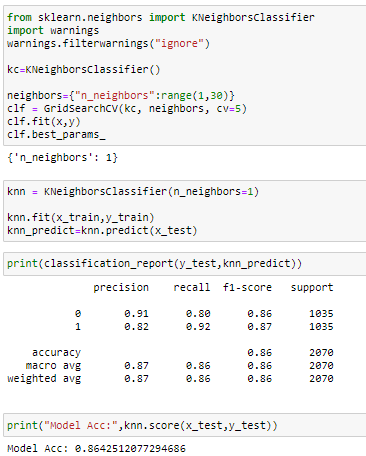 from sklearn.neighbors import KNeighborsClassifier
import warnings
warnings.filterwarnings("ignore")
kc=KNeighborsClassifier()
neighbors={"n_neighbors":range(1,30)}
clf = GridSearchCV(kc, neighbors, cv=5)
clf.fit(x,y)
clf.best_params_
{'n_neighbors': 1}
knn = KNeighborsClassifier(n_neighbors=1)
knn.fit(x_train,y_train)
knn_predict=knn.predict(x_test)
print(classification_report(y_test,knn_predict))
precision recall f1-score support
0 0.91 0.80 0.86 1035
1 0.82 0.92 0.87 1035
accuracy 0.86 2070
macro avg 0.87 0.86 0.86 2070
weighted avg 0.87 0.86 0.86 2070
print("Model Acc:",knn.score(x_test,y_test))
Model Acc: 0.8642512077294686